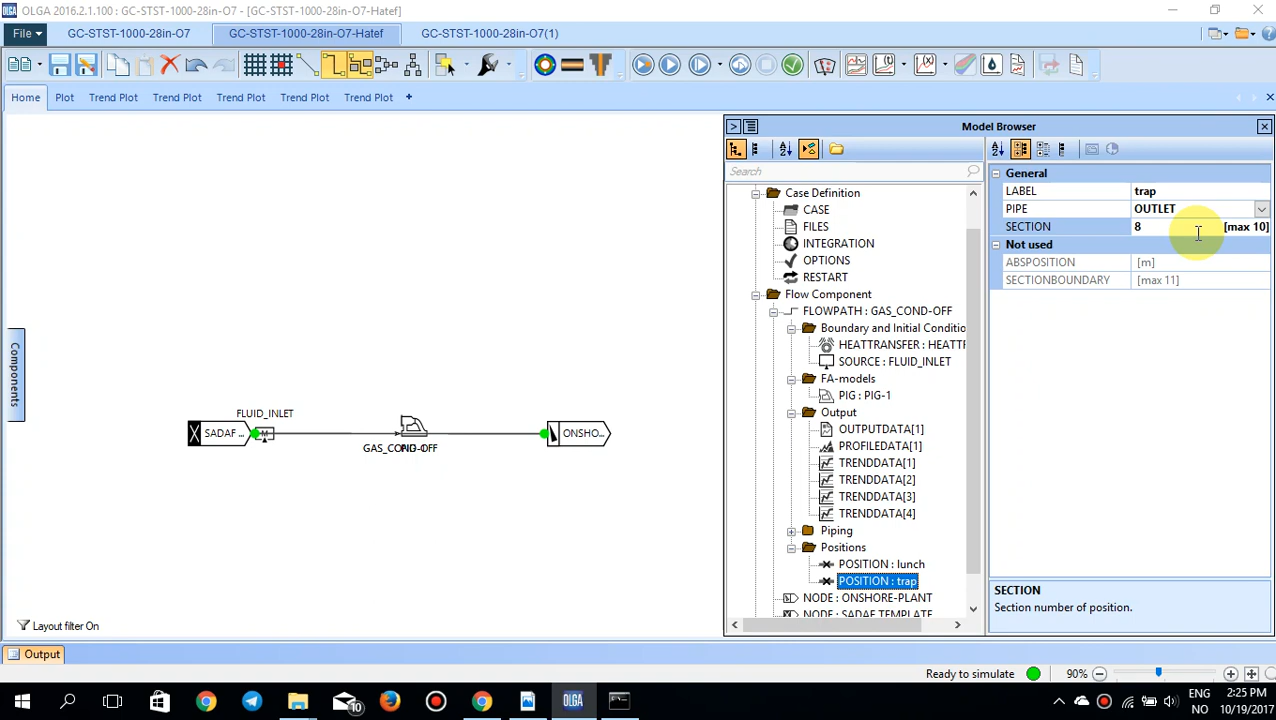 OLGA 2016.2.1.100 : GC-STST-1000-28in-O7 - [GC-STST-1000-28in-O7-Hatef]
File
GC-STST-1000-28in-O7
GC-STST-1000-28in-O7-Hatef
GC-STST-1000-28in-O7(1)
Home
Plot
Trend Plot
Trend Plot
Trend Plot
Trend Plot
Trend Plot
Model Browser
Search
Case Definition
CASE
FILES
INTEGRATION
OPTIONS
RESTART
Flow Component
FLOWPATH : GAS_COND-OFF
Boundary and Initial Conditio
HEATTRANSFER : HEATTF
SOURCE : FLUID_INLET
FA-models
PIG : PIG-1
Output
OUTPUTDATA[1]
PROFILEDATA[1]
TRENDDATA[1]
TRENDDATA[2]
TRENDDATA[3]
TRENDDATA[4]
Piping
Positions
POSITION : lunch
POSITION : trap
NODE : ONSHORE-PLANT
NODE : SADAF TEMPLATE
General
LABEL trap
PIPE OUTLET
SECTION 8 [max 10]
Not used
ABSPOSITION [m]
SECTIONBOUNDARY [max 11]
SECTION
Section number of position.
Components
FLUID_INLET
SADAF ...
M
ONSHO...
Layout filter On
Output
Ready to simulate
90%
10
ENG
NO
2:25 PM
10/19/2017